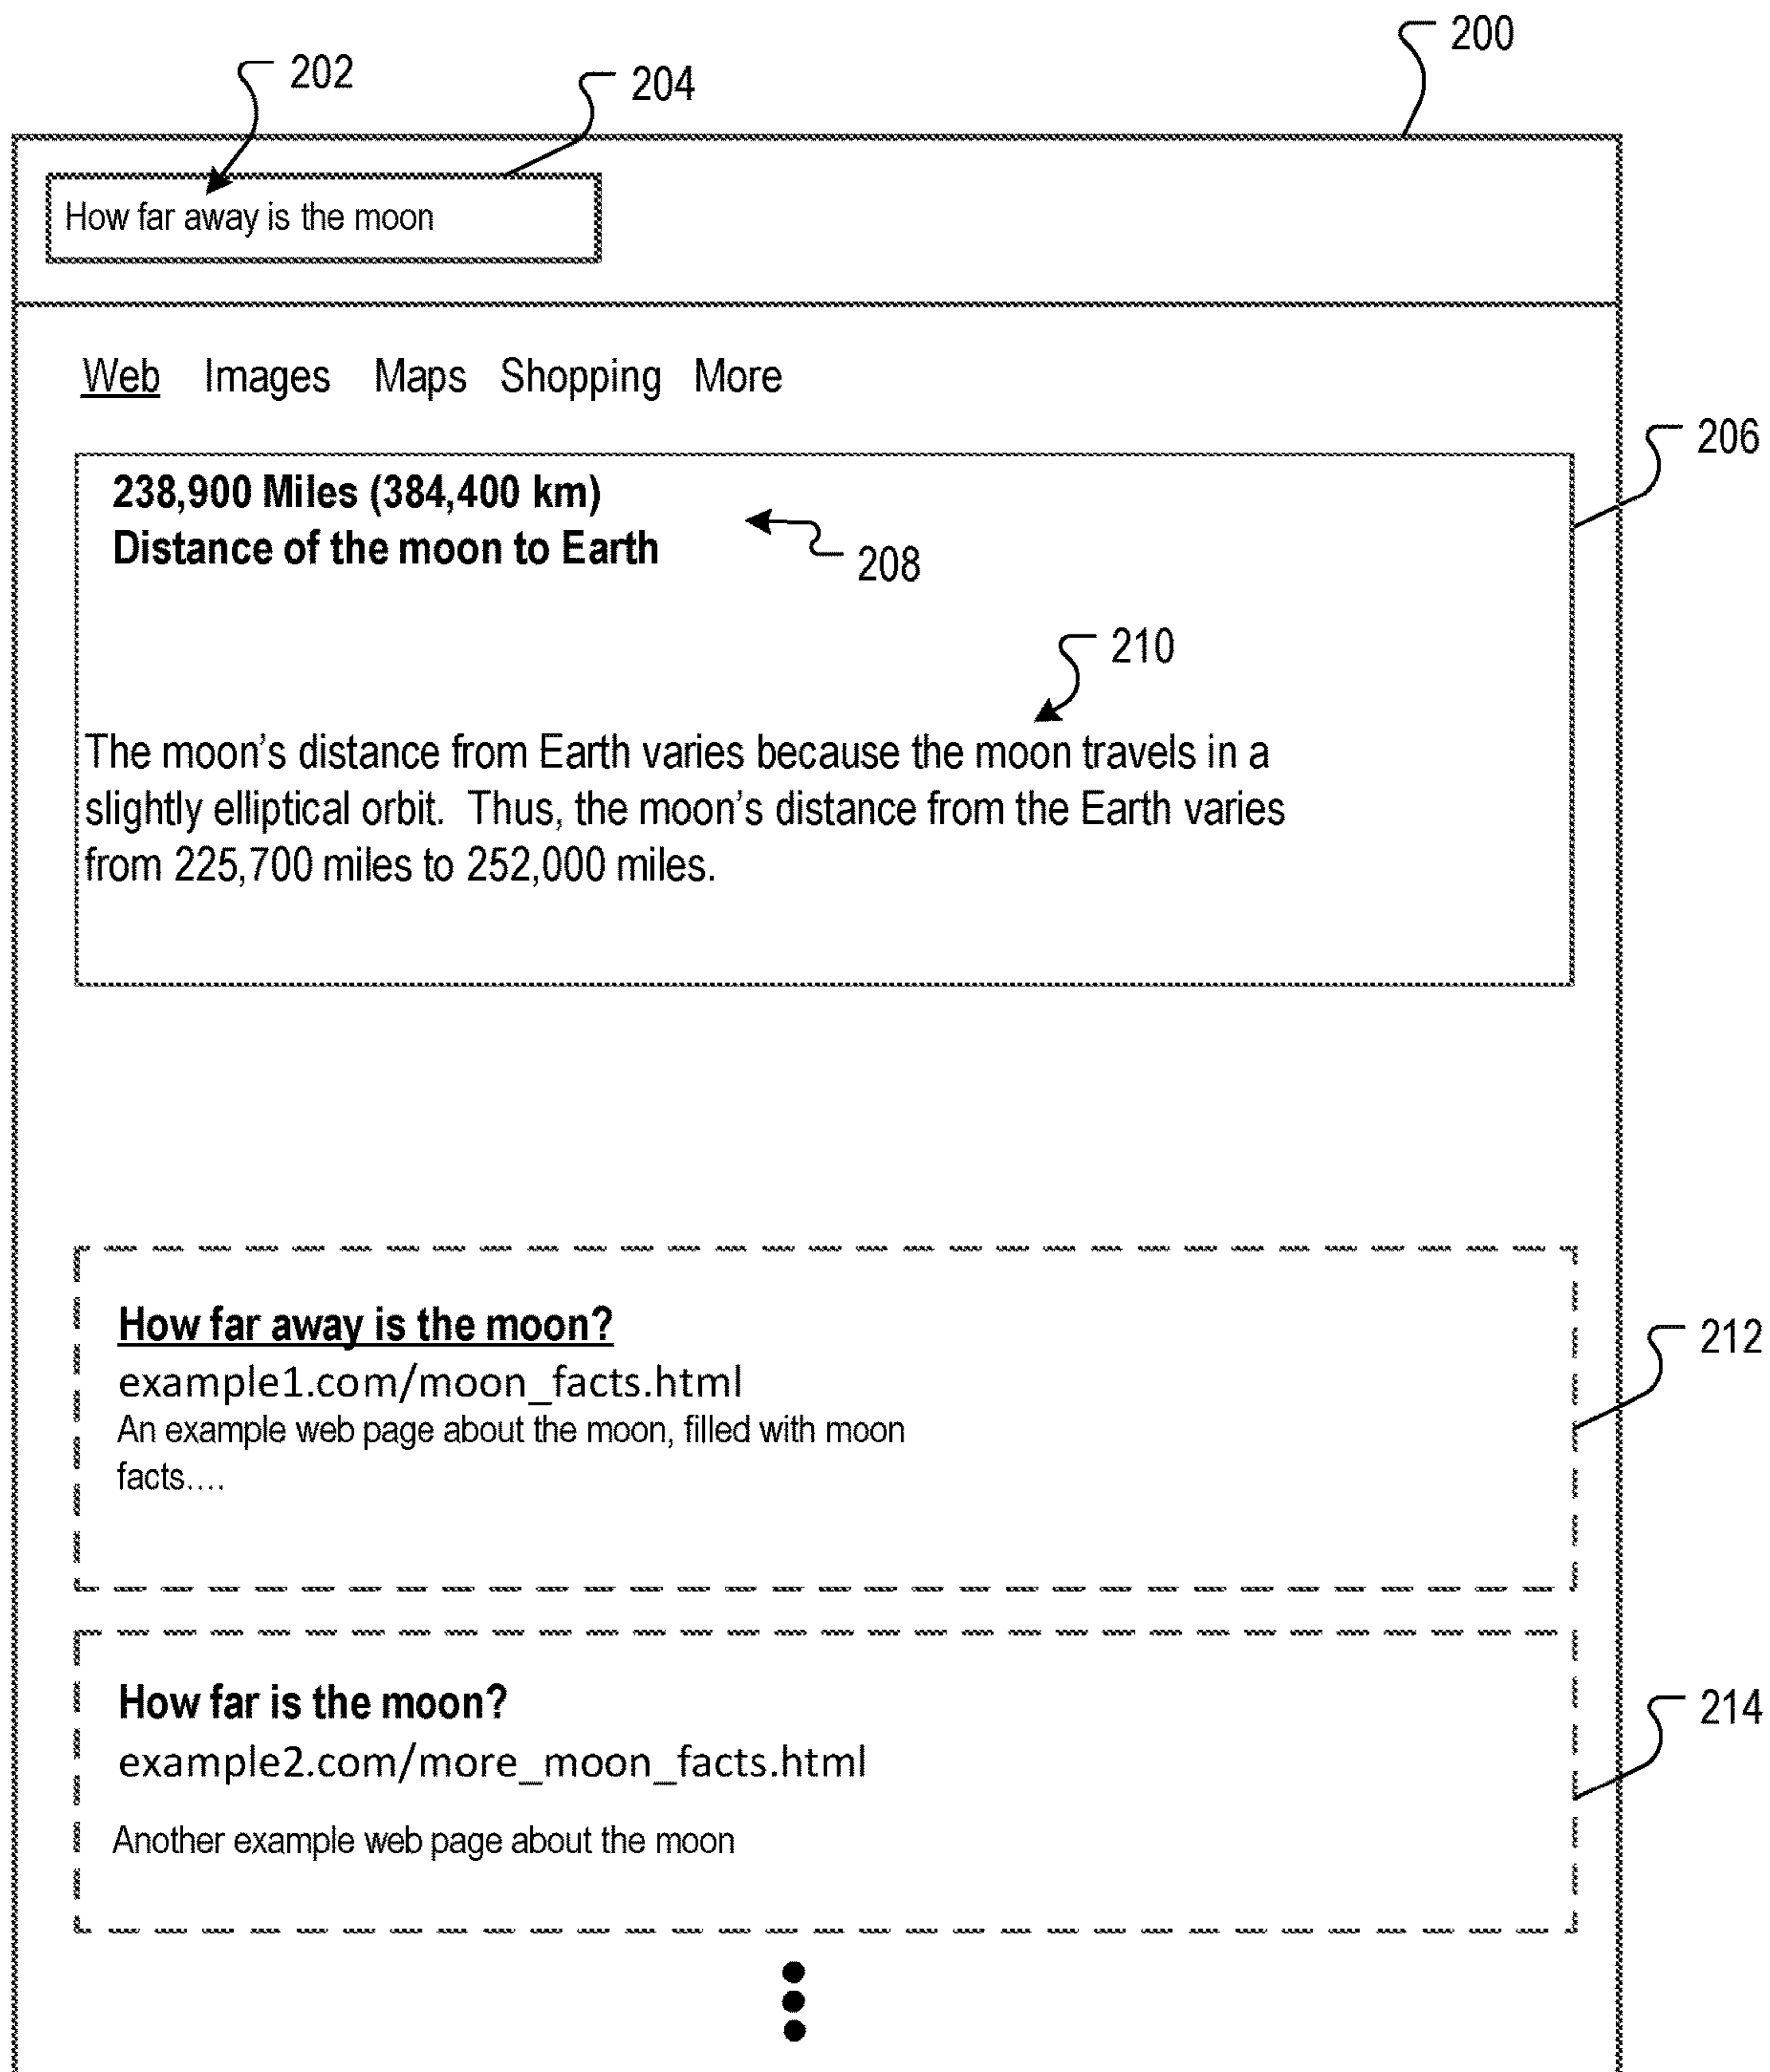 200
202
204
How far away is the moon
Web Images Maps Shopping More
206
238,900 Miles (384,400 km)
Distance of the moon to Earth
208
210
The moon's distance from Earth varies because the moon travels in a
slightly elliptical orbit. Thus, the moon's distance from the Earth varies
from 225,700 miles to 252,000 miles.
How far away is the moon?
212
example1.com/moon_facts.html
An example web page about the moon, filled with moon
facts....
How far is the moon?
214
example2.com/more_moon_facts.html
Another example web page about the moon